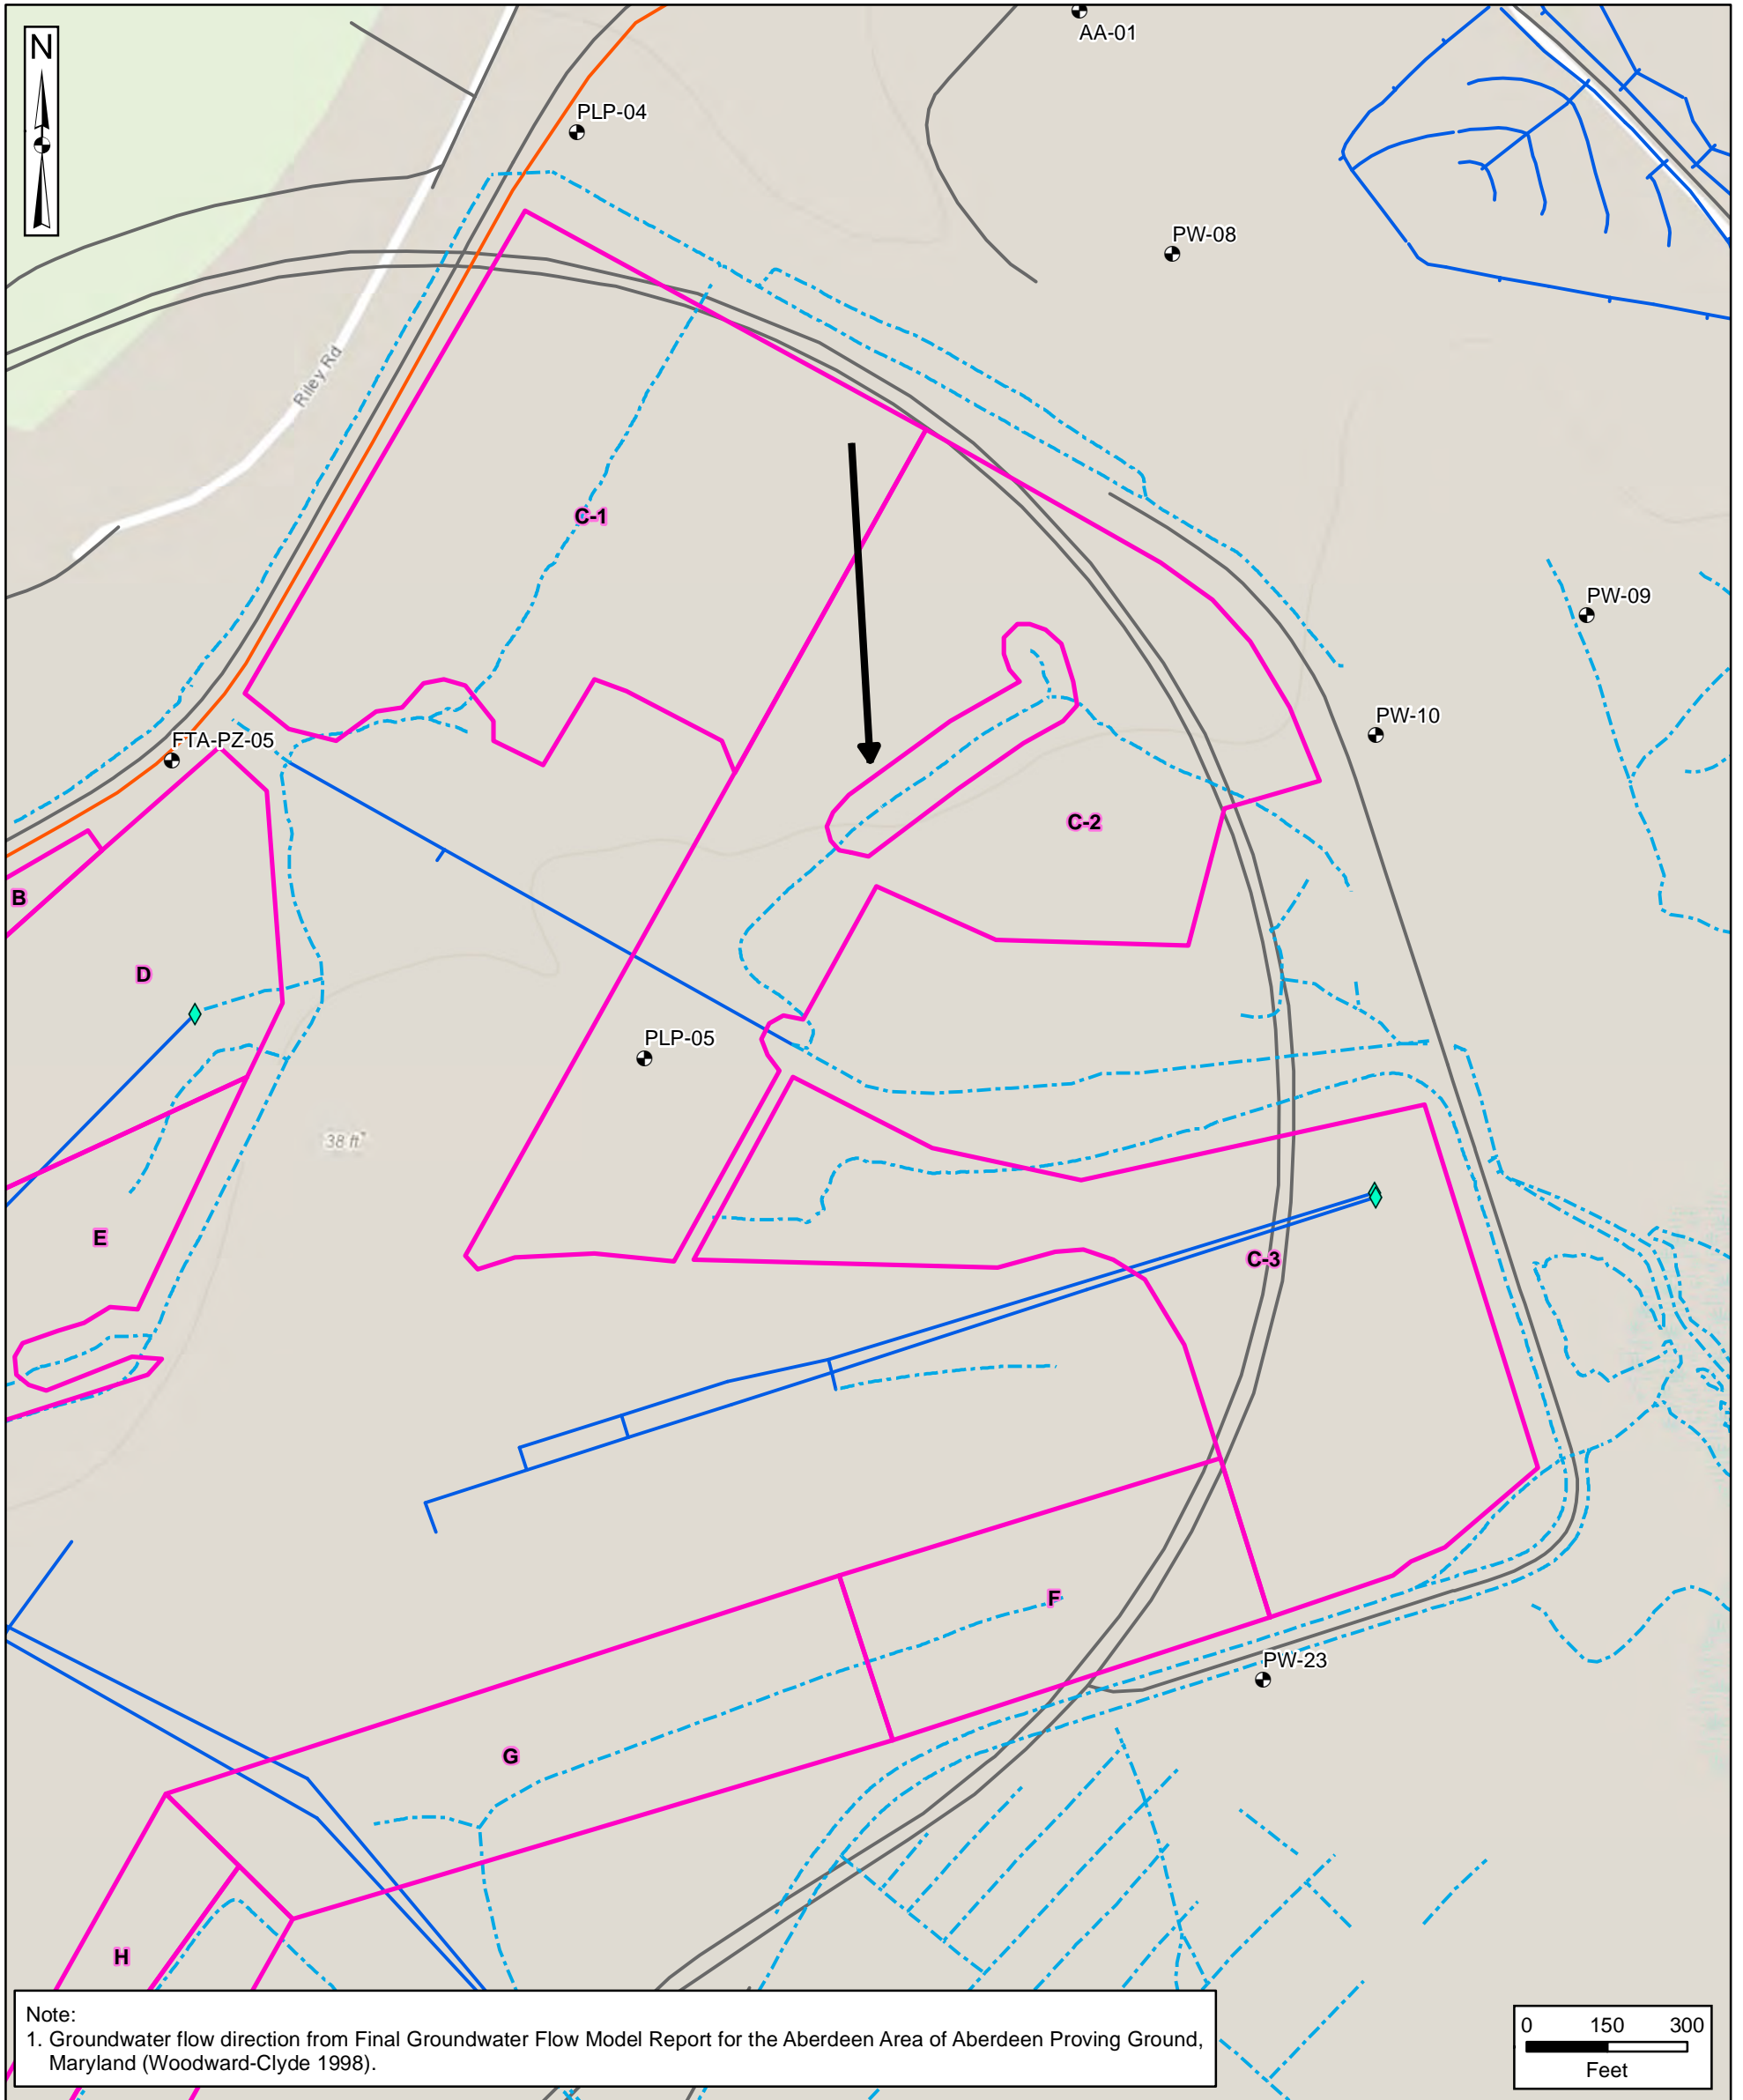 N
AA-01
PLP-04
PW-08
Riley Rd
C-1
PW-09
PW-10
FTA-PZ-05
C-2
B
D
PLP-05
38 ft
E
C-3
F
PW-23
G
H
Note:
1. Groundwater flow direction from Final Groundwater Flow Model Report for the Aberdeen Area of Aberdeen Proving Ground,
Maryland (Woodward-Clyde 1998).
0 150 300
Feet